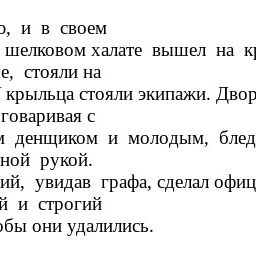 о, и в своем
шелковом халате вышел на к
е, стояли на
крыльца стояли экипажи. Двор
говаривая с
м денщиком и молодым, блед
ной рукой.
ий, увидав графа, сделал офиц
й и строгий
обы они удалились.